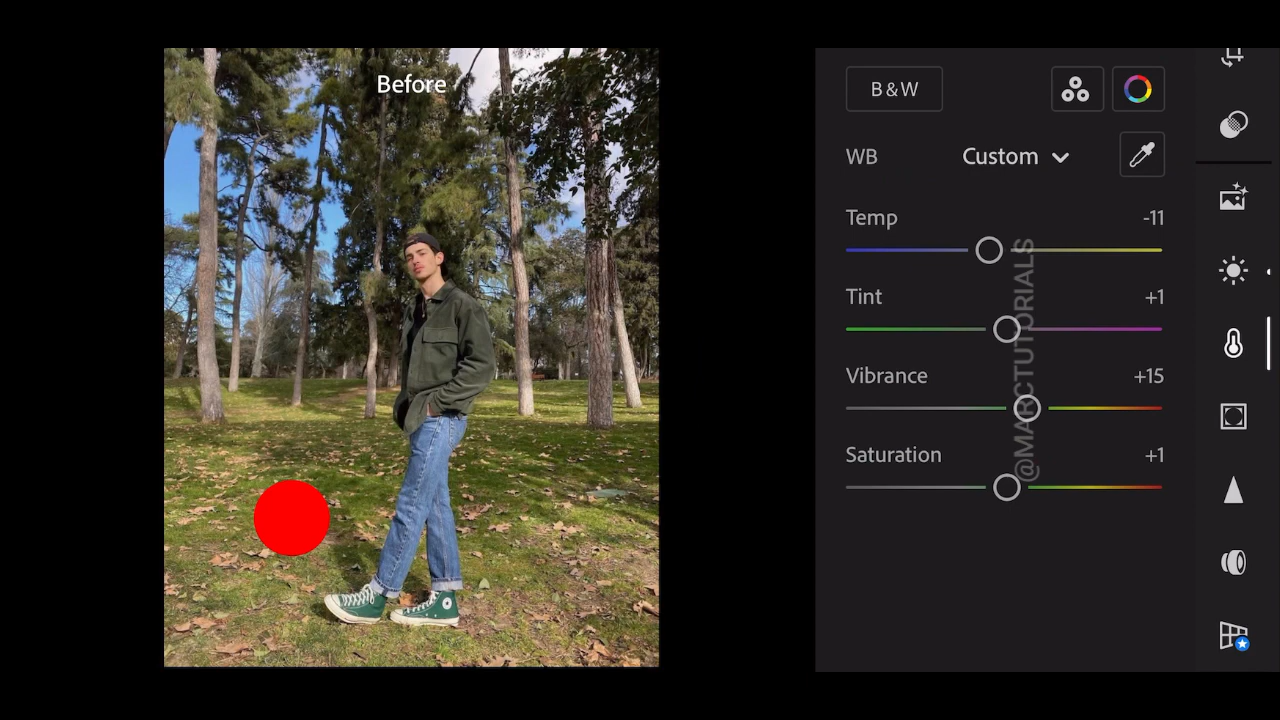 Before
B&W
WB Custom
Temp -11
Tint +1
Vibrance +15
Saturation +1
@MARCTUTORIALS